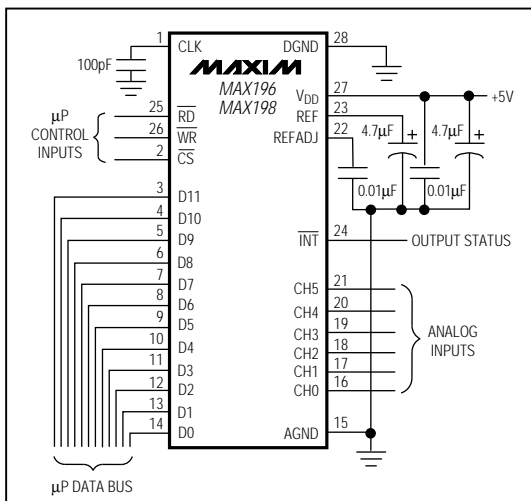 1 CLK DGND 28
100pF
MAXIM
MAX196
MAX198
VDD 27 +5V
REF 23
REFADJ 22
4.7µF + 4.7µF +
0.01µF 0.01µF
µP
CONTROL
INPUTS
25 RD
26 WR
2 CS
3 D11
4 D10
5 D9
6 D8
7 D7
8 D6
9 D5
10 D4
11 D3
12 D2
13 D1
14 D0
INT 24 OUTPUT STATUS
CH5 21
CH4 20
CH3 19
CH2 18
CH1 17
CH0 16
ANALOG
INPUTS
AGND 15
µP DATA BUS